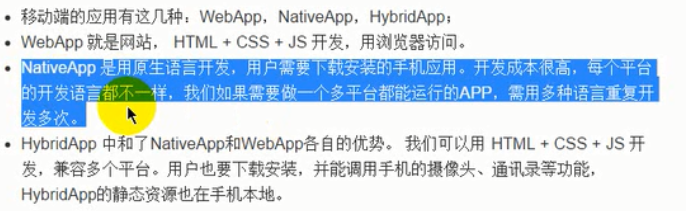 移动端的应用有这几种：WebApp，NativeApp，HybridApp；
WebApp 就是网站， HTML + CSS + JS 开发，用浏览器访问。
NativeApp 是用原生语言开发，用户需要下载安装的手机应用。开发成本很高，每个平台
的开发语言都不一样，我们如果需要做一个多平台都能运行的APP，需用多种语言重复开
发多次。
HybridApp 中和了NativeApp和WebApp各自的优势。 我们可以用 HTML + CSS + JS 开
发，兼容多个平台。用户也要下载安装，并能调用手机的摄像头、通讯录等功能，
HybridApp的静态资源也在手机本地。